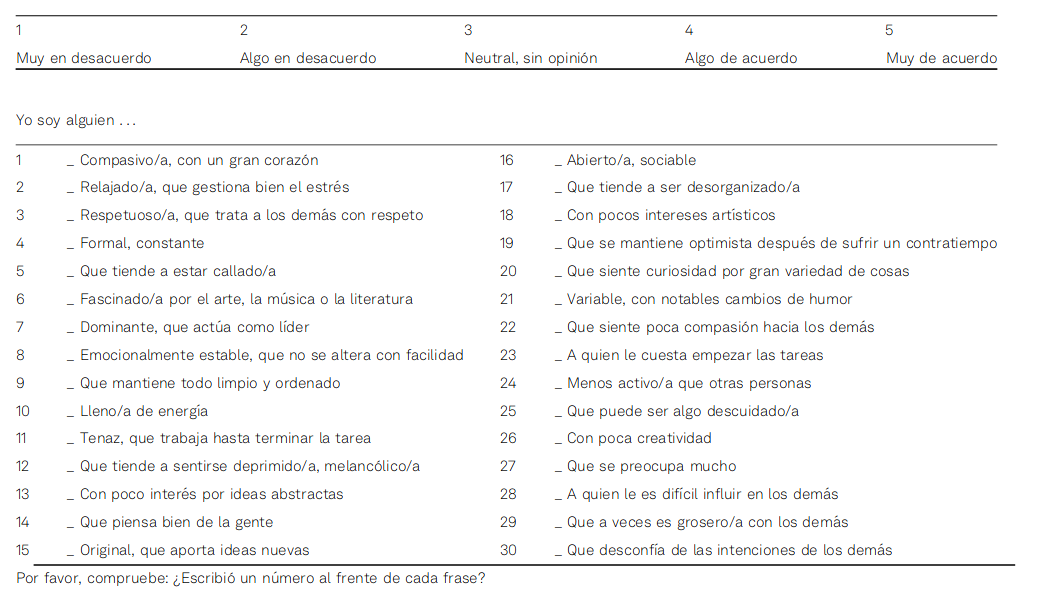 1 2 3 4 5
Muy en desacuerdo Algo en desacuerdo Neutral, sin opinión Algo de acuerdo Muy de acuerdo
Yo soy alguien . . .
1 _ Compasivo/a, con un gran corazón 16 _ Abierto/a, sociable
2 _ Relajado/a, que gestiona bien el estrés 17 _ Que tiende a ser desorganizado/a
3 _ Respetuoso/a, que trata a los demás con respeto 18 _ Con pocos intereses artísticos
4 _ Formal, constante 19 _ Que se mantiene optimista después de sufrir un contratiempo
5 _ Que tiende a estar callado/a 20 _ Que siente curiosidad por gran variedad de cosas
6 _ Fascinado/a por el arte, la música o la literatura 21 _ Variable, con notables cambios de humor
7 _ Dominante, que actúa como líder 22 _ Que siente poca compasión hacia los demás
8 _ Emocionalmente estable, que no se altera con facilidad 23 _ A quien le cuesta empezar las tareas
9 _ Que mantiene todo limpio y ordenado 24 _ Menos activo/a que otras personas
10 _ Lleno/a de energía 25 _ Que puede ser algo descuidado/a
11 _ Tenaz, que trabaja hasta terminar la tarea 26 _ Con poca creatividad
12 _ Que tiende a sentirse deprimido/a, melancólico/a 27 _ Que se preocupa mucho
13 _ Con poco interés por ideas abstractas 28 _ A quien le es difícil influir en los demás
14 _ Que piensa bien de la gente 29 _ Que a veces es grosero/a con los demás
15 _ Original, que aporta ideas nuevas 30 _ Que desconfía de las intenciones de los demás
Por favor, compruebe: ¿Escribió un número al frente de cada frase?